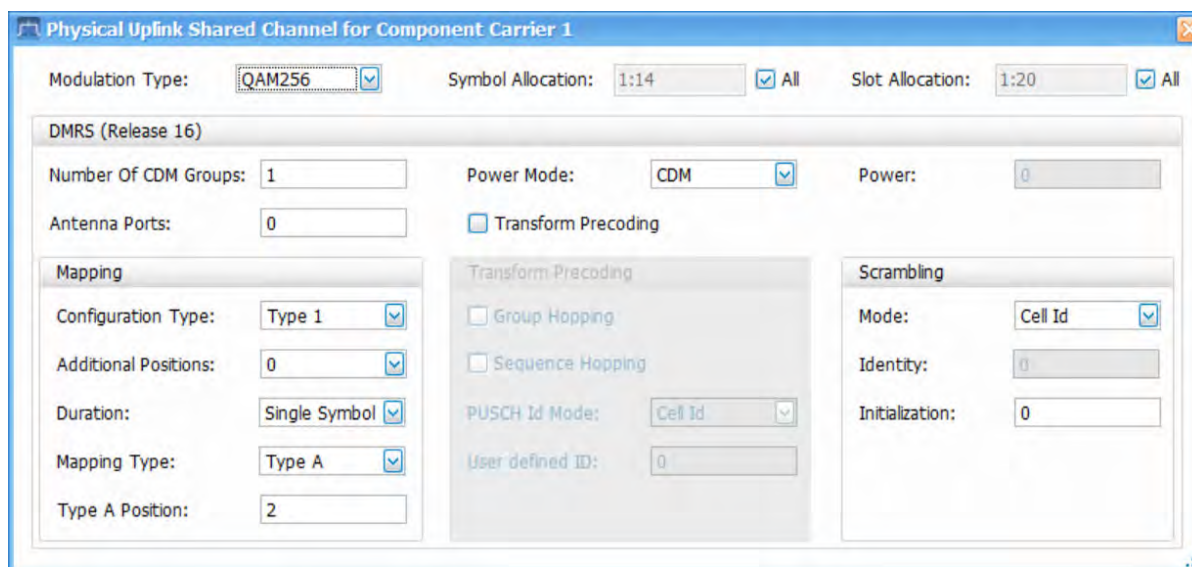 Physical Uplink Shared Channel for Component Carrier 1
Modulation Type: QAM256 Symbol Allocation: 1:14 All Slot Allocation: 1:20 All
DMRS (Release 16)
Number Of CDM Groups: 1 Power Mode: CDM Power: 0
Antenna Ports: 0 Transform Precoding
Mapping Transform Precoding Scrambling
Configuration Type: Type 1 Group Hopping Mode: Cell Id
Additional Positions: 0 Sequence Hopping Identity: 0
Duration: Single Symbol PUSCH Id Mode: Cell Id Initialization: 0
Mapping Type: Type A User defined ID: 0
Type A Position: 2